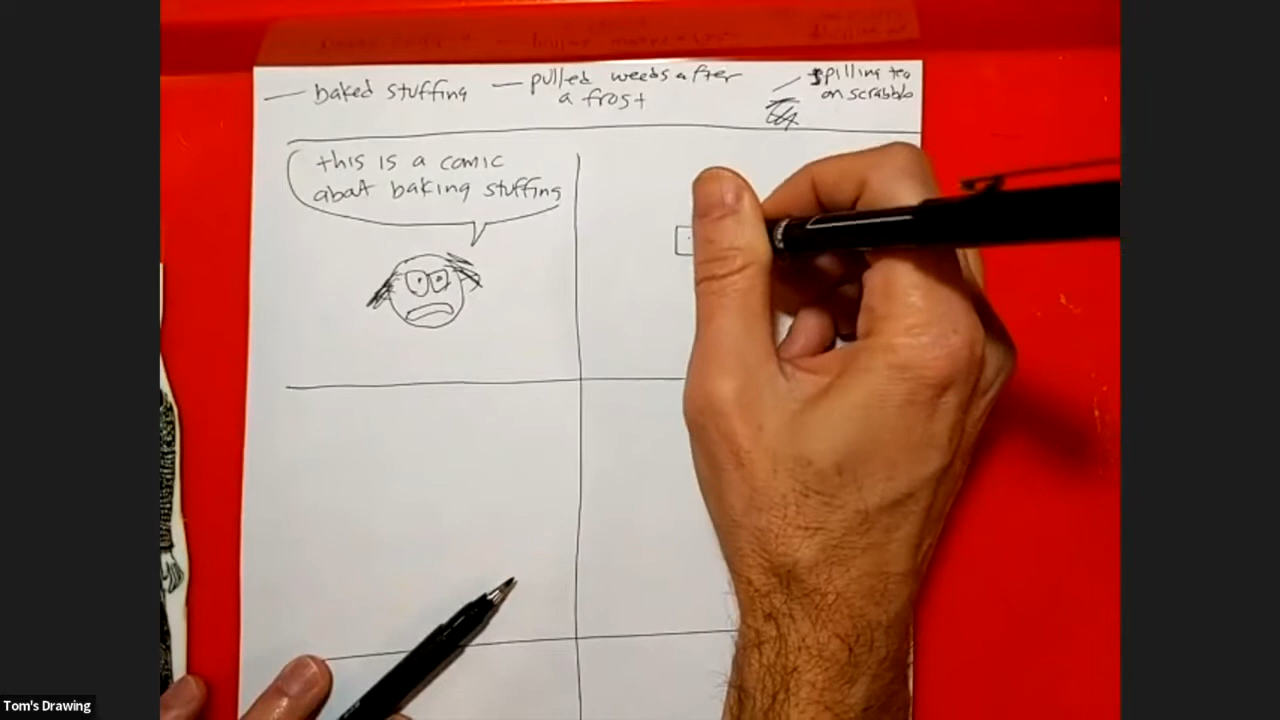 — baked stuffing
— pulled weeds after
a frost
— spilling tea
on scrabble
this is a comic
about baking stuffing
Tom's Drawing